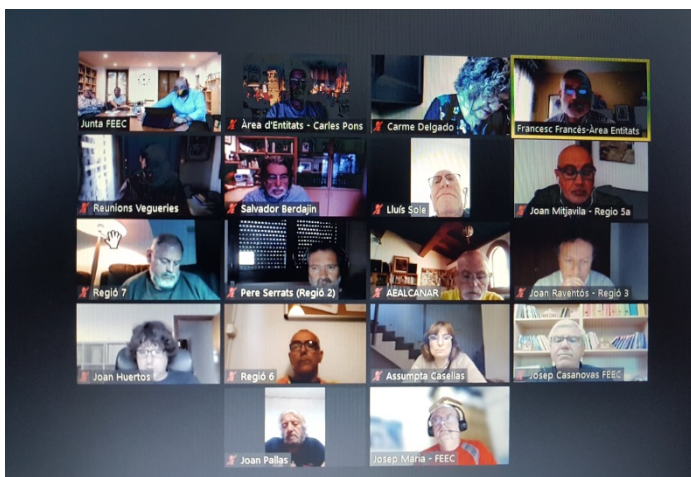 Junta FEEC
Àrea d'Entitats - Carles Pons
Carme Delgado
Francesc Francés-Àrea Entitats
Reunions Vegueries
Salvador Berdajin
Lluís Sole
Joan Mitjavila - Regio 5a
Regió 7
Pere Serrats (Regió 2)
AEALCANAR
Joan Raventós - Regió 3
Joan Huertos
Regió 6
Assumpta Casellas
Josep Casanovas FEEC
Joan Pallas
Josep Maria - FEEC